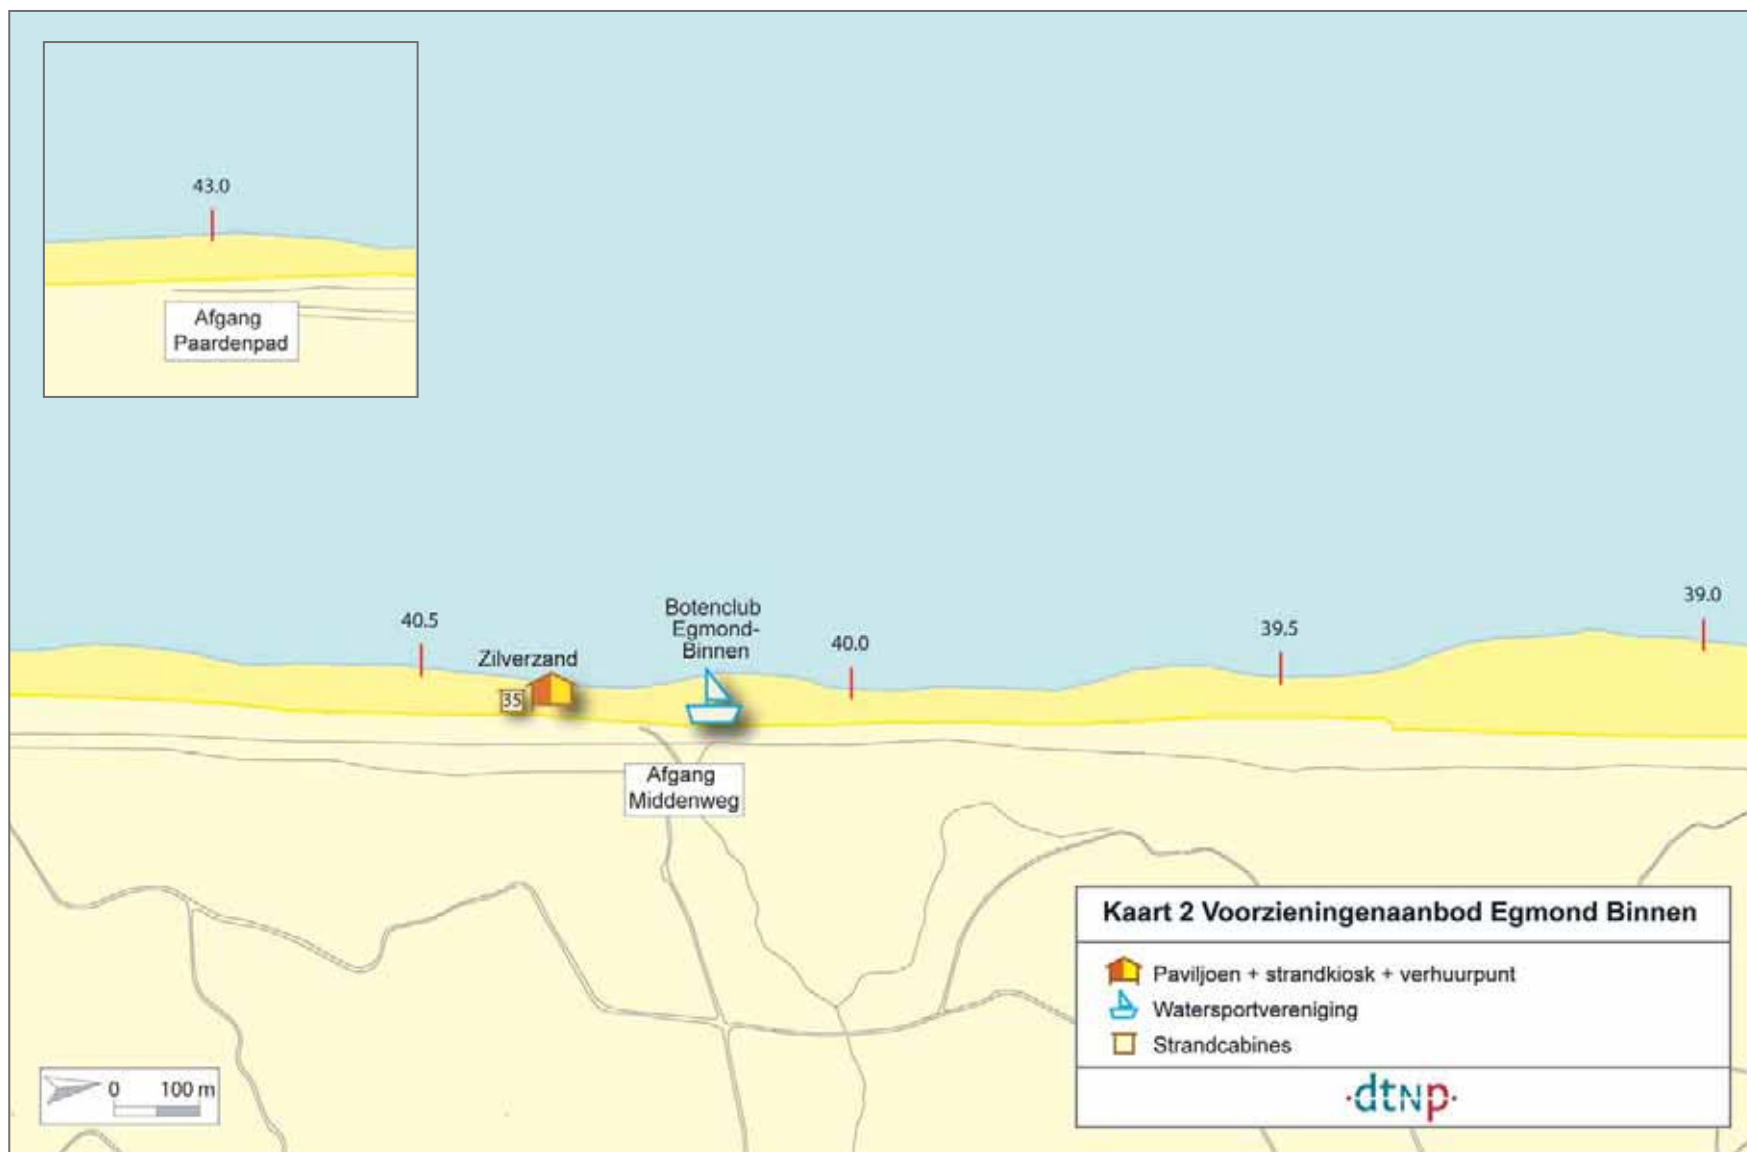 43.0
Afgang
Paardenpad
40.5
Zilverzand
35
Botenclub
Egmond-
Binnen
40.0
39.5
39.0
Afgang
Middenweg
Kaart 2 Voorzieningenaanbod Egmond Binnen
Paviljoen + strandkiosk + verhuurpunt
Watersportvereniging
Strandcabines
·dtNp·
0 100 m